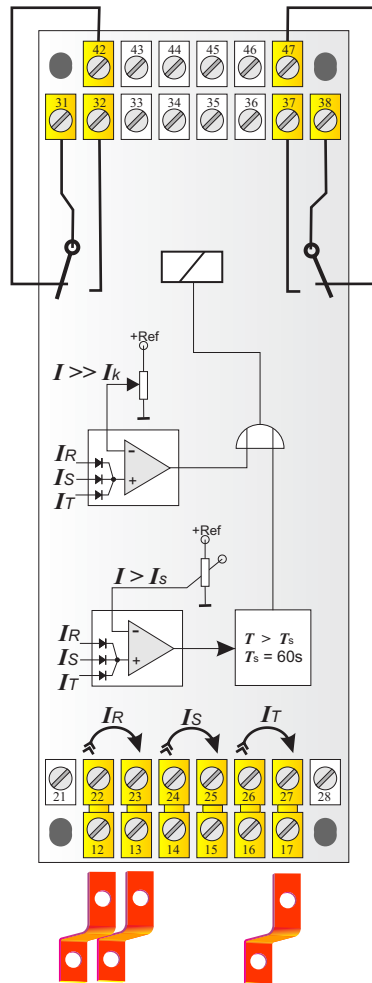 42 43 44 45 46 47
31 32 33 34 35 36 37 38
+Ref
I >> Ik
IR
IS
IT
+Ref
I > Is
IR
IS
IT
T > Ts
Ts = 60s
IR IS IT
21 22 23 24 25 26 27 28
12 13 14 15 16 17